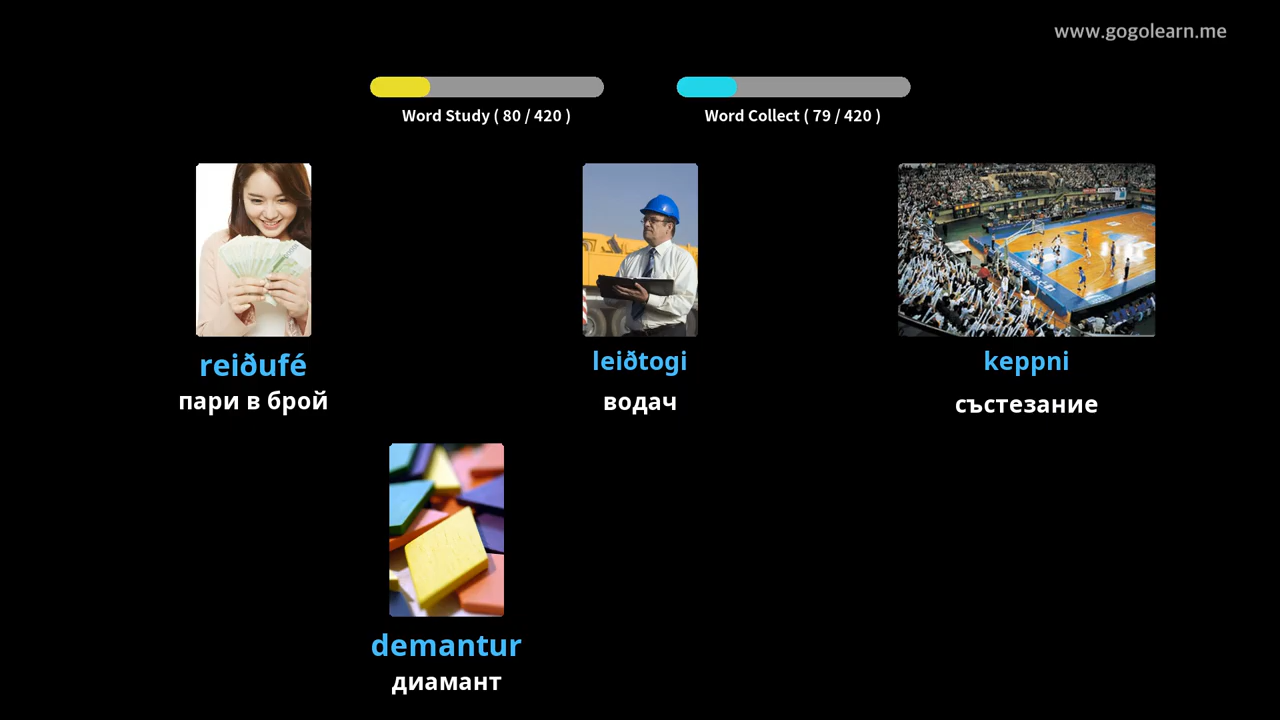 www.gogolearn.me
Word Study ( 80 / 420 )
Word Collect ( 79 / 420 )
reiðufé
пари в брой
leiðtogi
водач
keppni
състезание
demantur
диамант